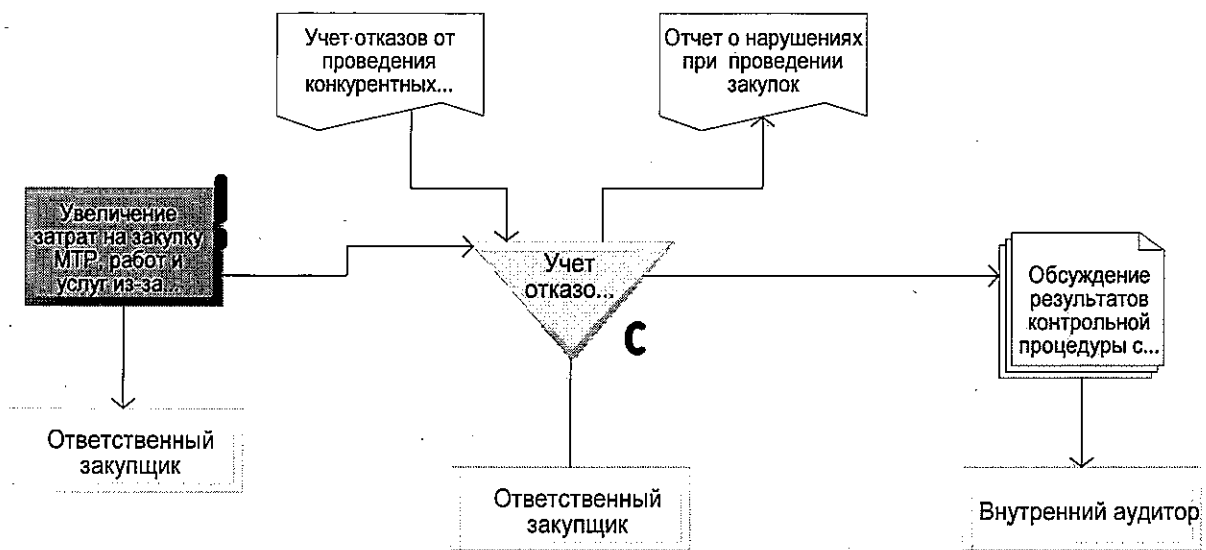 Учет отказов от
проведения
конкурентных...
Отчет о нарушениях
при проведении
закупок
Увеличение
затрат на закупку
МТР, работ и
услуг из-за...
Учет
отказо...
С
Обсуждение
результатов
контрольной
процедуры с...
Ответственный
закупщик
Ответственный
закупщик
Внутренний аудитор